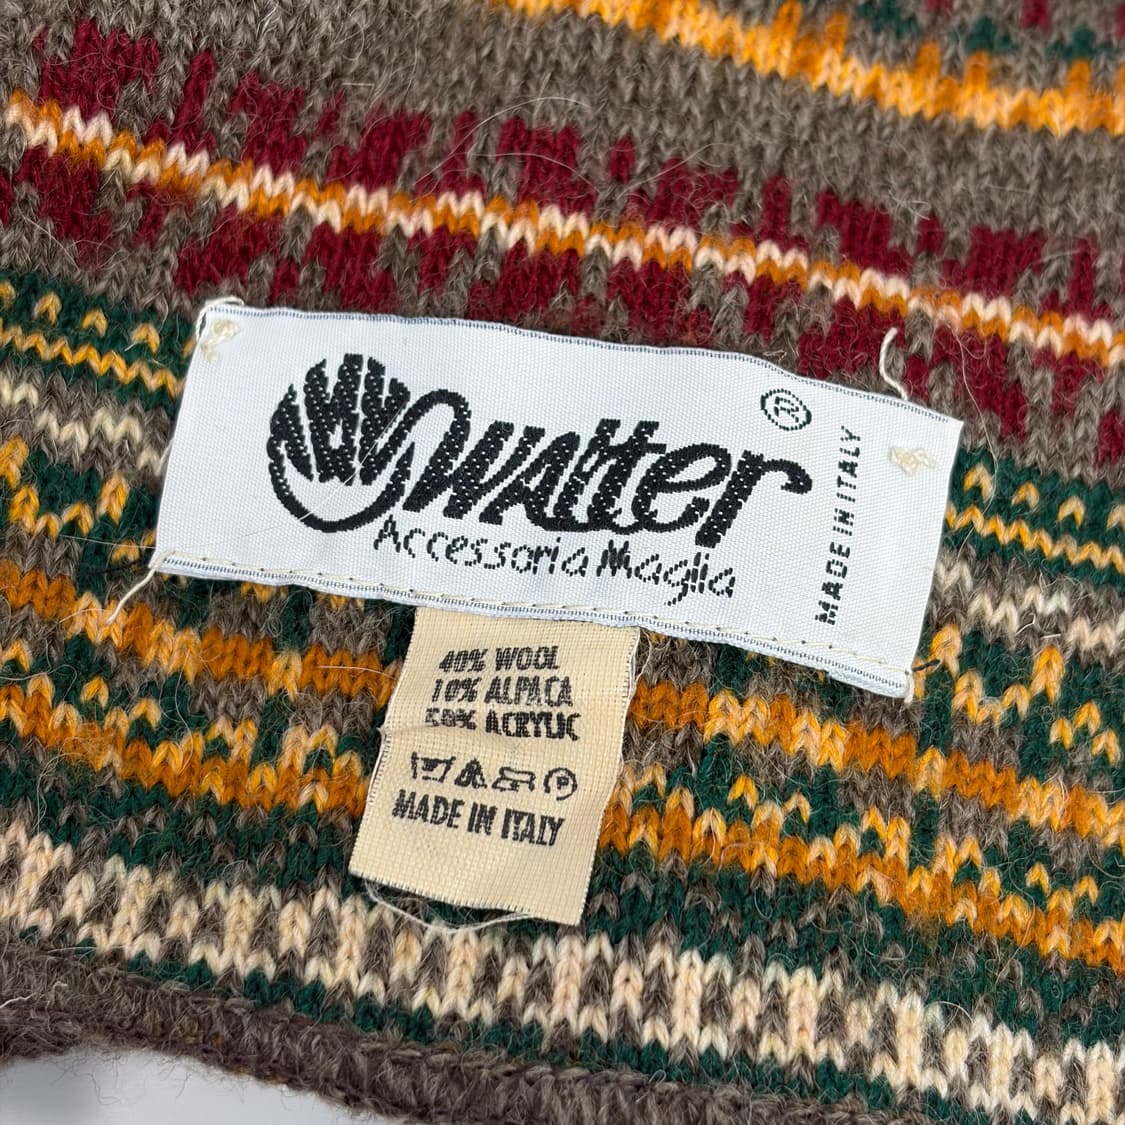 Walter ®
Accessoria Maglia
MADE IN ITALY
40% WOOL
10% ALPACA
50% ACRYLIC
P
MADE IN ITALY